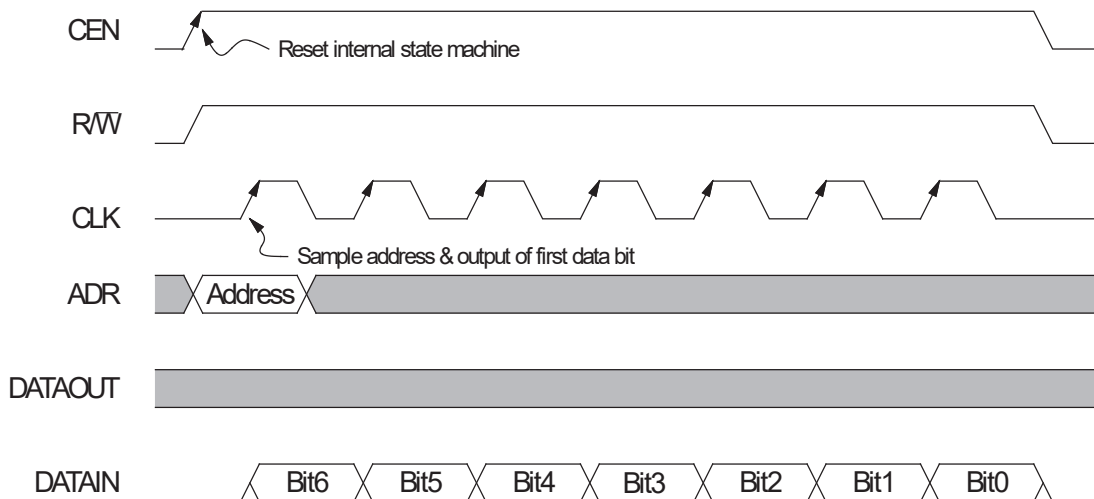 CEN
Reset internal state machine
R/W̅
CLK
Sample address & output of first data bit
ADR
Address
DATAOUT
DATAIN
Bit6 Bit5 Bit4 Bit3 Bit2 Bit1 Bit0